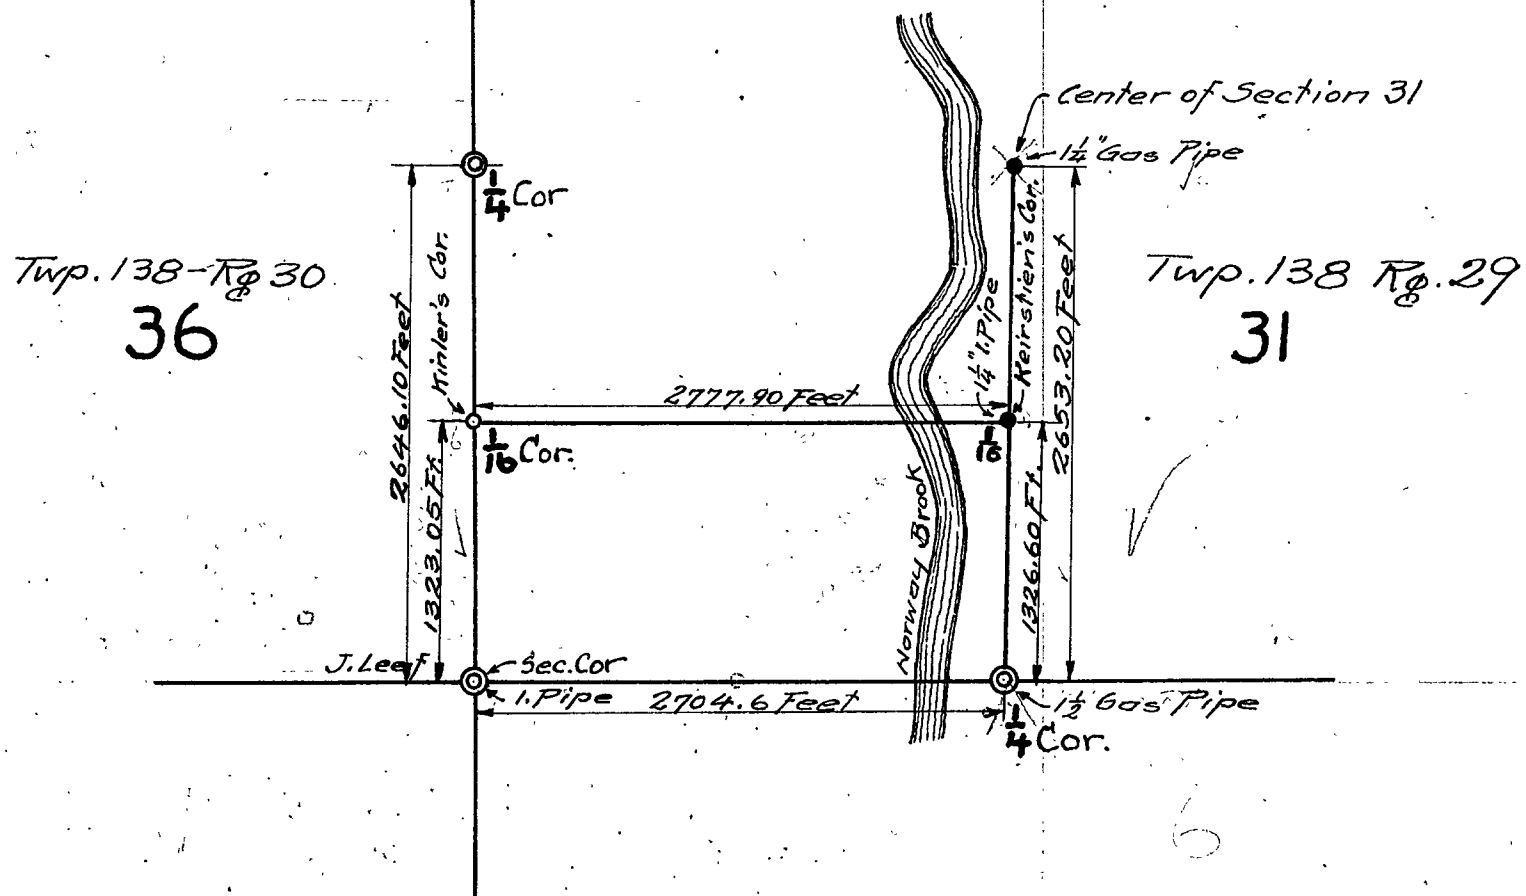 Center of Section 31
1¼" Gas Pipe
¼ Cor
Twp. 138-Rg 30
36
Twp. 138 Rg. 29
31
2646.10 Feet
Kinler's Cor.
1¼" I. Pipe
Keirstien's Cor.
2653.20 Feet
2777.90 Feet
1/16 Cor.
1/16
1323.05 Ft.
Norway Brook
1326.60 Ft.
J. Leef
Sec. Cor
I. Pipe
2704.6 Feet
1½ Gas Pipe
¼ Cor.
6